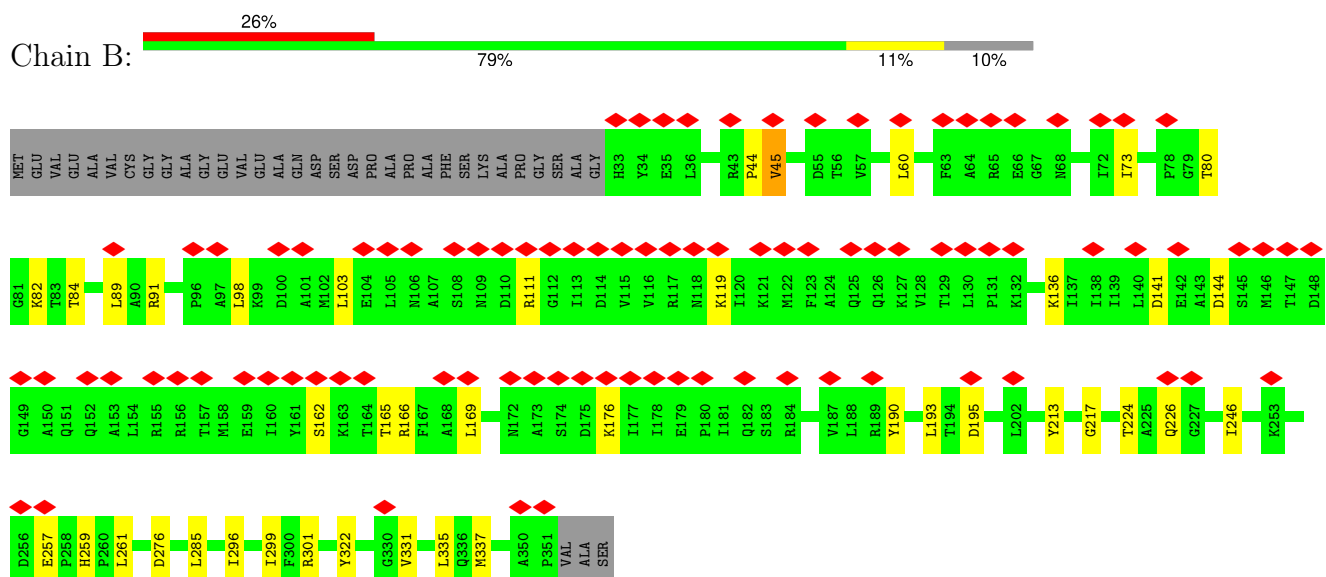 26%
Chain B:
79% 11% 10%
MET GLU VAL GLU ALA VAL CYS GLY GLY ALA GLY GLU VAL GLU ALA GLN ASP SER ASP PRO ALA PRO ALA PHE SER LYS ALA PRO GLY SER ALA GLY H33 Y34 E35 L36 R43 P44 V45 D55 T56 V57 L60 F63 A64 R65 E66 G67 N68 I72 I73 P78 G79 T80
G81 K82 T83 T84 L89 A90 R91 P96 A97 L98 K99 D100 A101 M102 L103 E104 L105 N106 A107 S108 N109 D110 R111 G112 I113 D114 V115 V116 R117 N118 K119 I120 K121 M122 F123 A124 Q125 Q126 K127 V128 T129 L130 P131 K132 K136 I137 I138 I139 L140 D141 E142 A143 D144 S145 M146 T147 D148
G149 A150 Q151 Q152 A153 L154 R155 R156 T157 M158 E159 I160 Y161 S162 K163 T164 T165 R166 F167 A168 L169 N172 A173 S174 D175 K176 I177 I178 E179 P180 I181 Q182 S183 R184 V187 L188 R189 Y190 L193 T194 D195 L202 Y213 G217 T224 A225 Q226 G227 I246 K253
D256 E257 P258 H259 P260 L261 D276 L285 I296 I299 F300 R301 Y322 G330 V331 L335 Q336 M337 A350 P351 VAL ALA SER